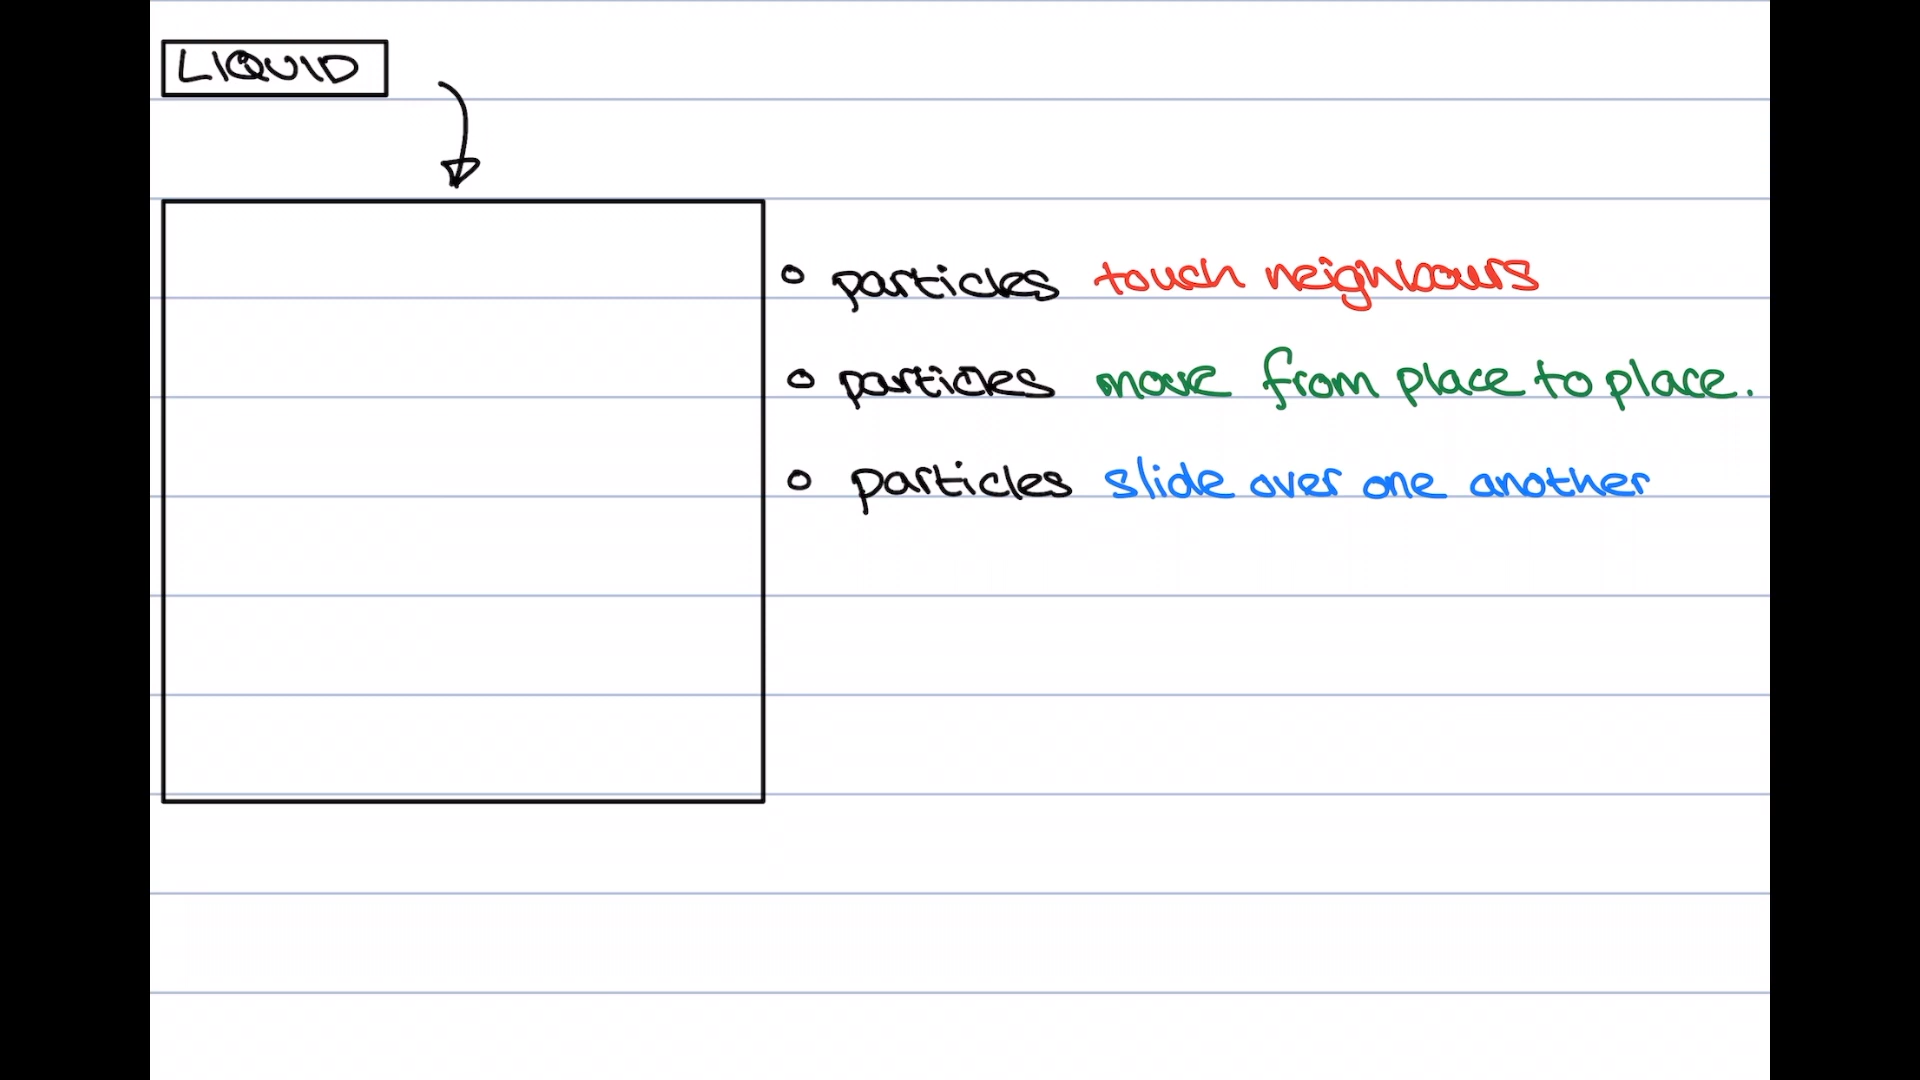 LIQUID
particles touch neighbours
particles move from place to place.
particles slide over one another